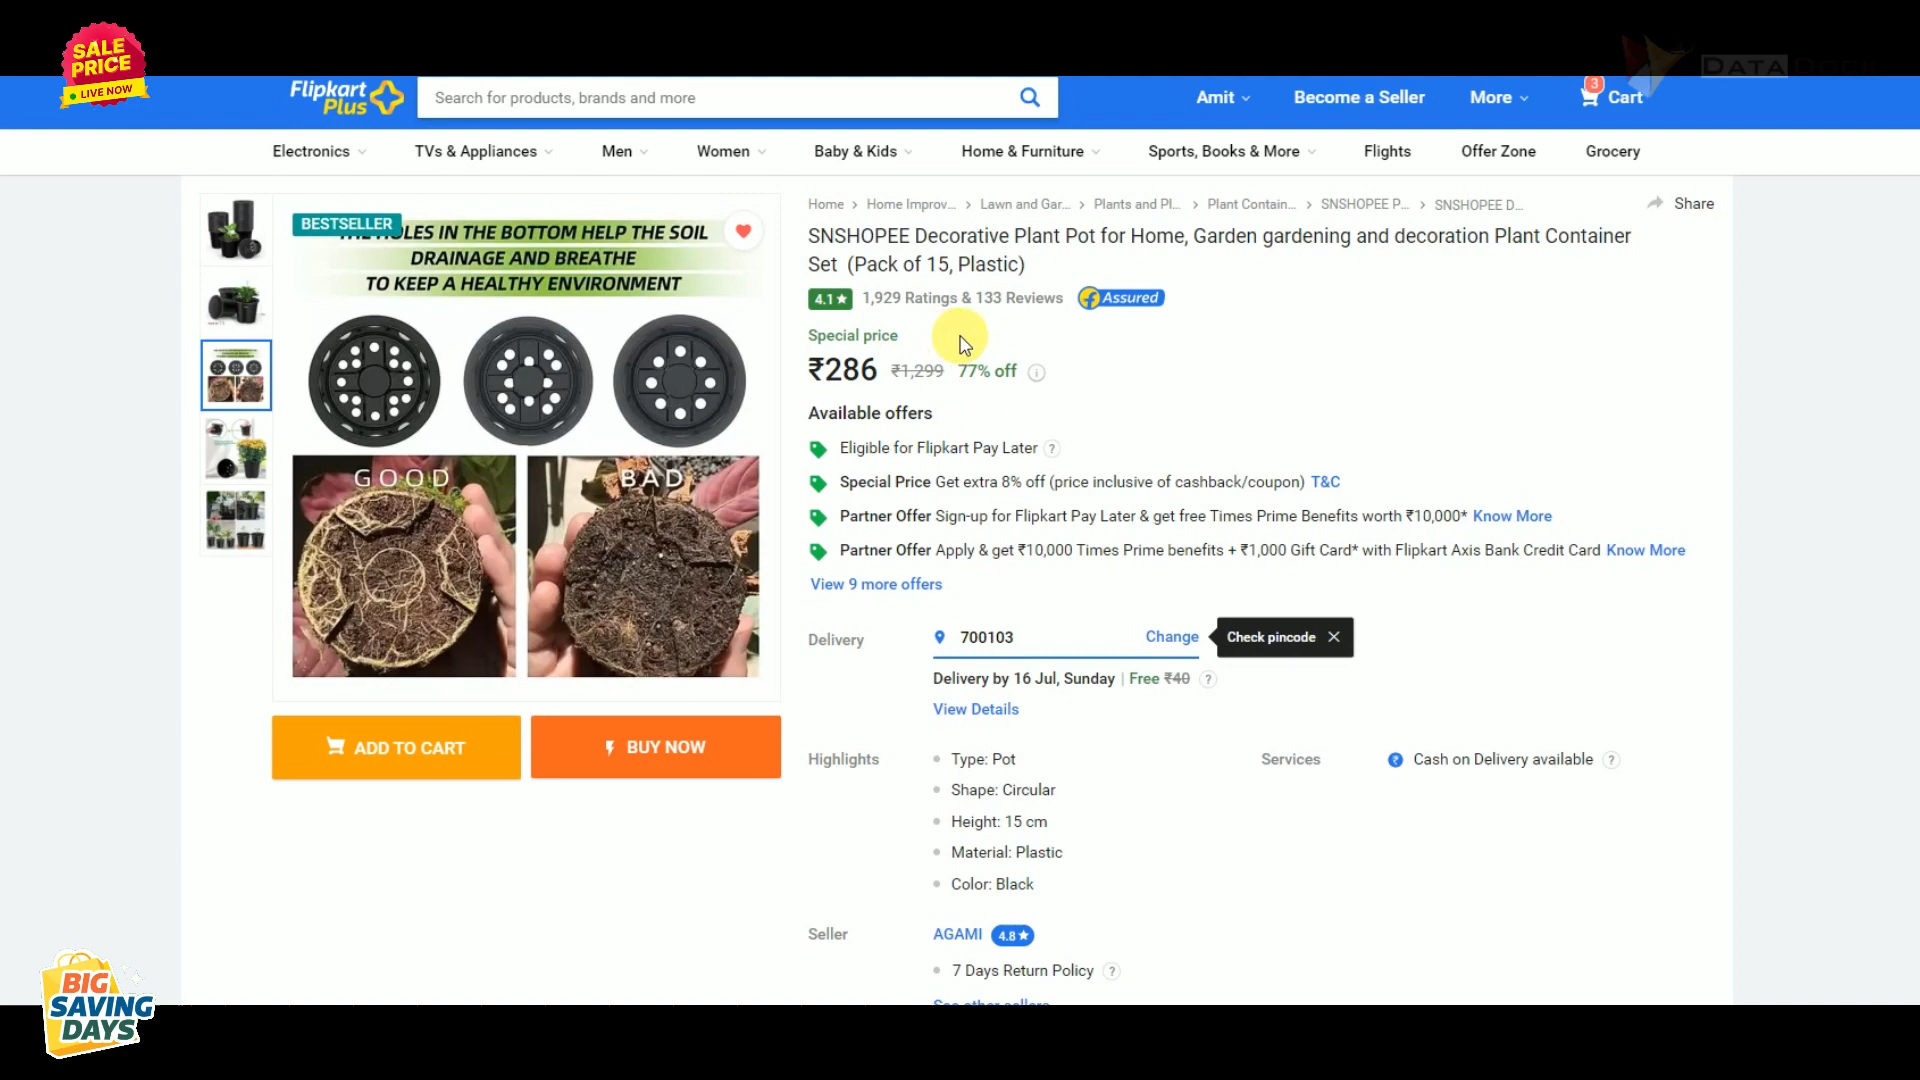 SALE
PRICE
LIVE NOW
DATA
Flipkart
Plus
Search for products, brands and more
Amit
Become a Seller
More
3
Cart
Electronics
TVs & Appliances
Men
Women
Baby & Kids
Home & Furniture
Sports, Books & More
Flights
Offer Zone
Grocery
BESTSELLER
HOLES IN THE BOTTOM HELP THE SOIL
DRAINAGE AND BREATHE
TO KEEP A HEALTHY ENVIRONMENT
GOOD
BAD
ADD TO CART
BUY NOW
Home > Home Improv... > Lawn and Gar... > Plants and Pl... > Plant Contain... > SNSHOPEE P... > SNSHOPEE D...
Share
SNSHOPEE Decorative Plant Pot for Home, Garden gardening and decoration Plant Container
Set (Pack of 15, Plastic)
4.1★ 1,929 Ratings & 133 Reviews Assured
Special price
₹286 ₹1,299 77% off
Available offers
Eligible for Flipkart Pay Later ?
Special Price Get extra 8% off (price inclusive of cashback/coupon) T&C
Partner Offer Sign-up for Flipkart Pay Later & get free Times Prime Benefits worth ₹10,000* Know More
Partner Offer Apply & get ₹10,000 Times Prime benefits + ₹1,000 Gift Card* with Flipkart Axis Bank Credit Card Know More
View 9 more offers
Delivery
700103
Change
Check pincode
Delivery by 16 Jul, Sunday | Free ₹40 ?
View Details
Highlights
Type: Pot
Shape: Circular
Height: 15 cm
Material: Plastic
Color: Black
Services
Cash on Delivery available ?
Seller
AGAMI 4.8★
7 Days Return Policy ?
See other sellers
BIG
SAVING
DAYS